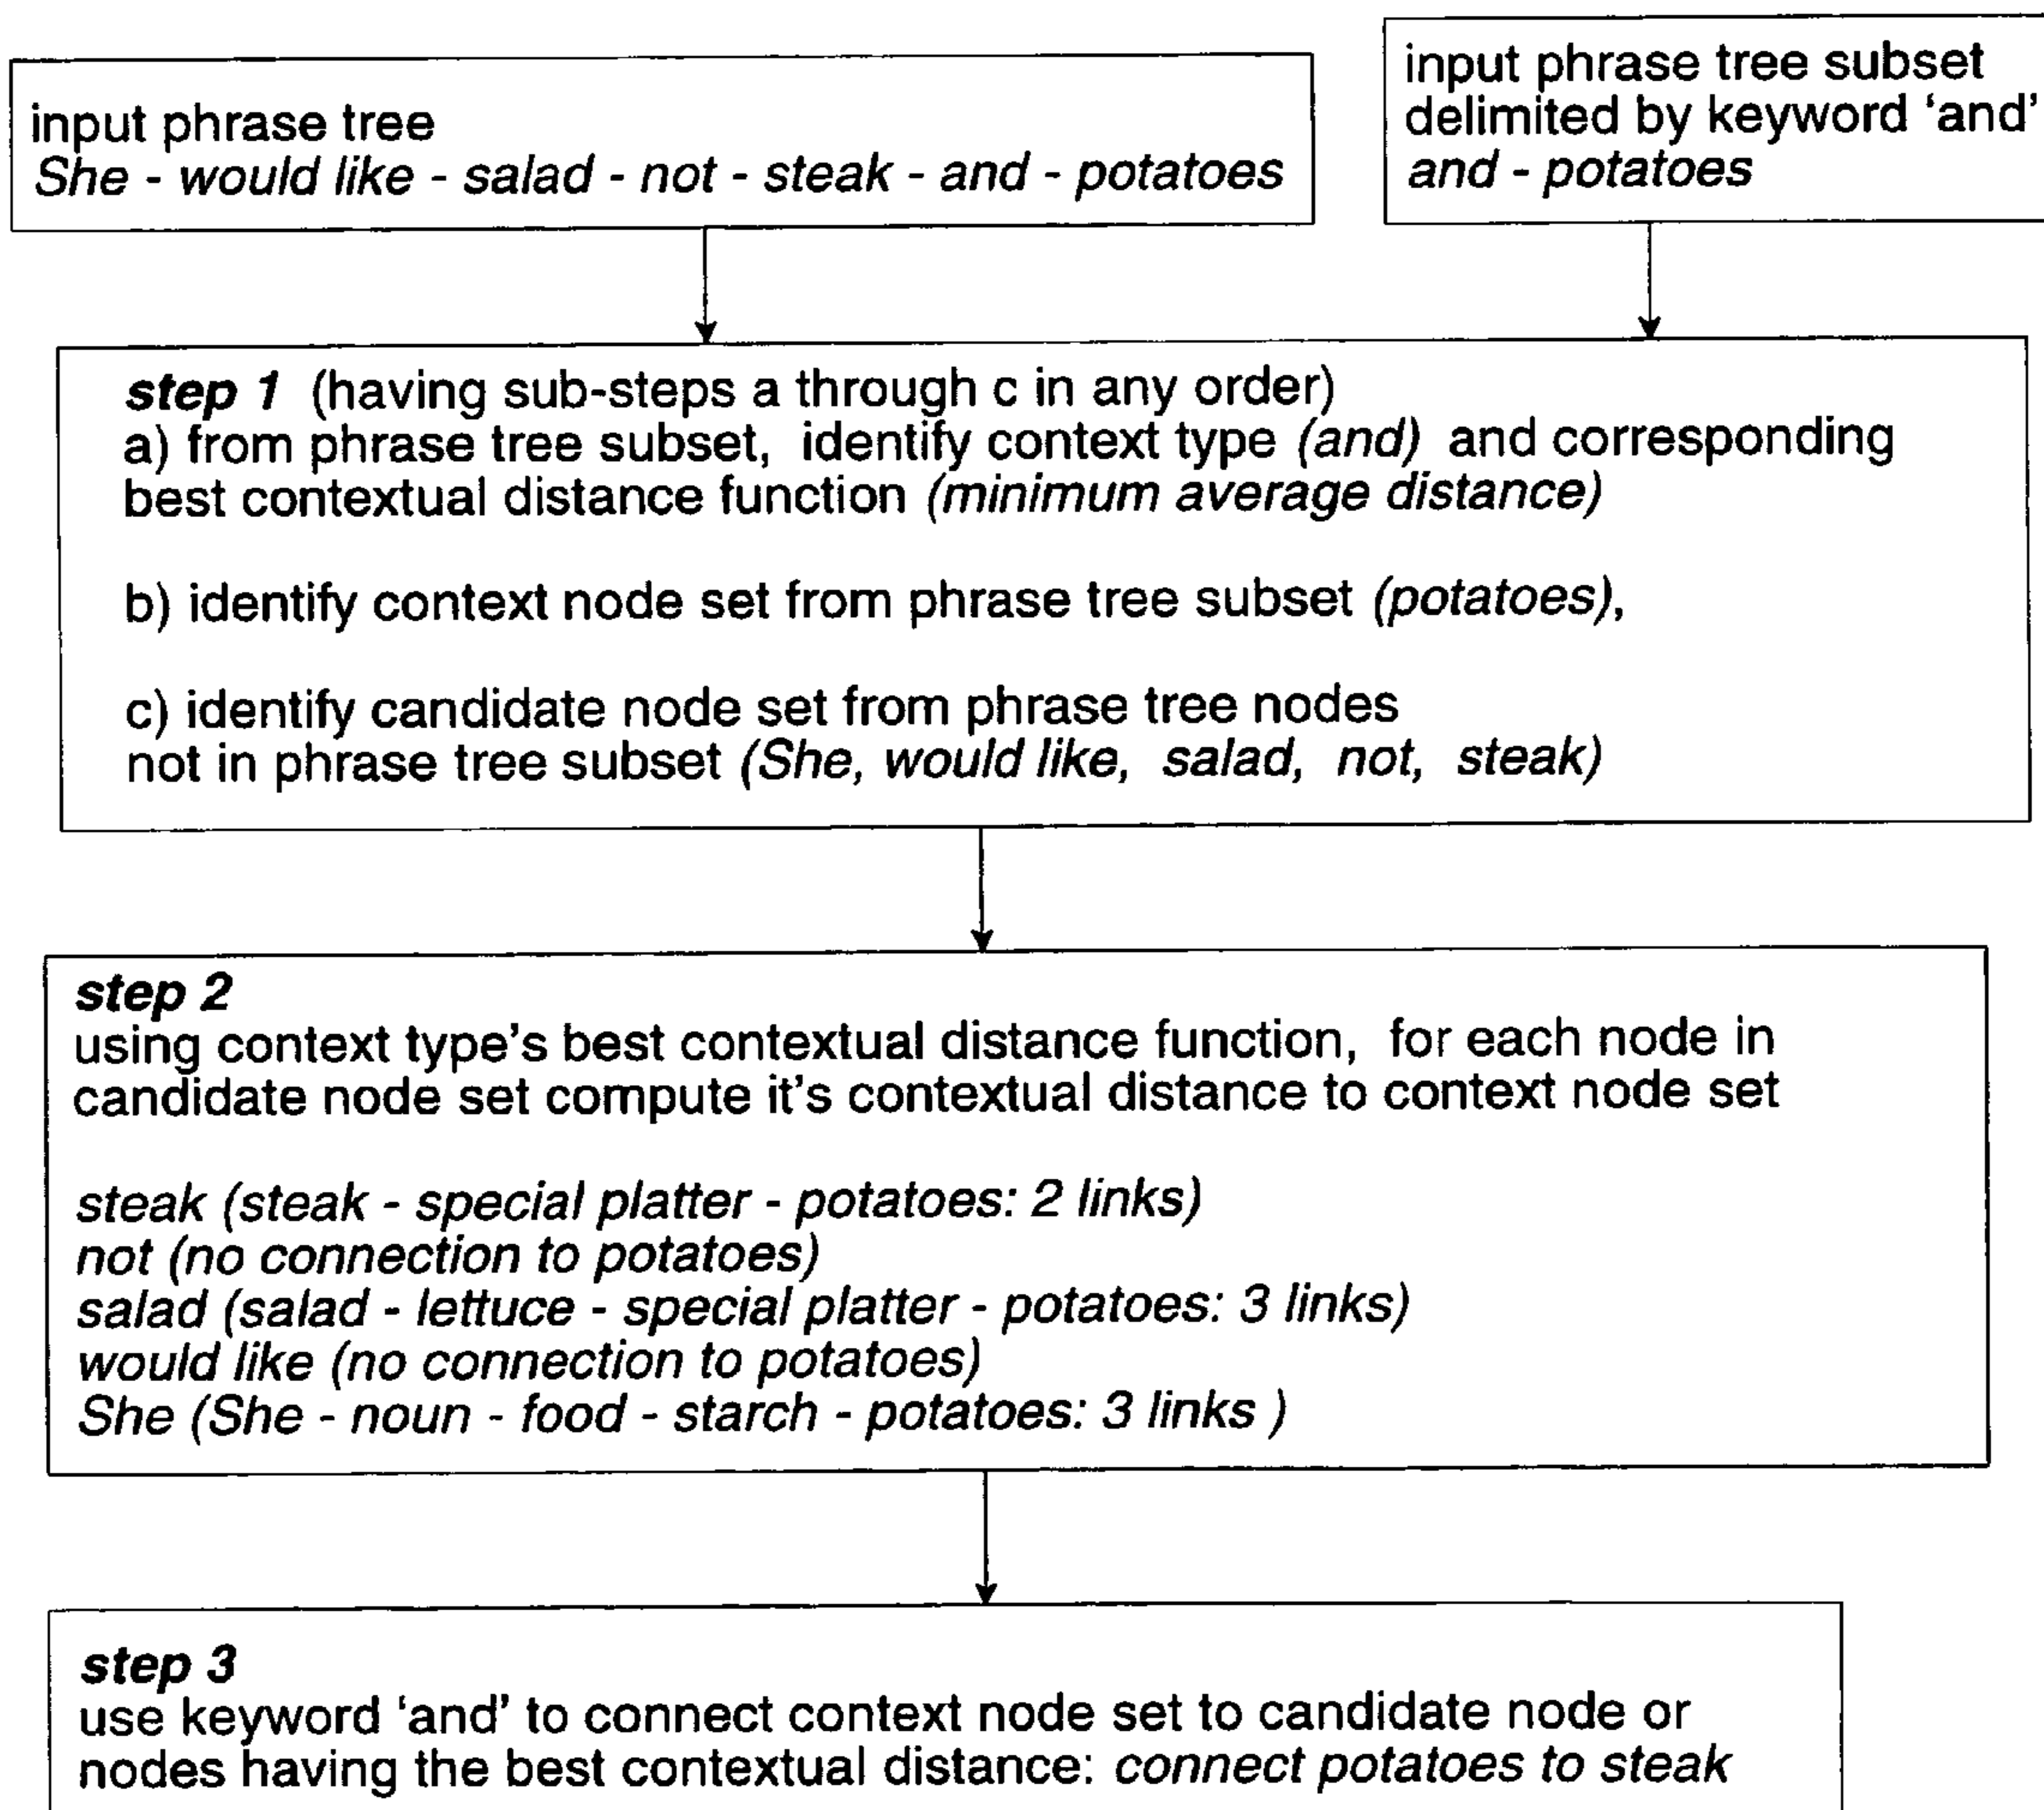 input phrase tree
She - would like - salad - not - steak - and - potatoes
input phrase tree subset
delimited by keyword ‘and’
and - potatoes
step 1 (having sub-steps a through c in any order)
a) from phrase tree subset, identify context type (and) and corresponding
best contextual distance function (minimum average distance)
b) identify context node set from phrase tree subset (potatoes),
c) identify candidate node set from phrase tree nodes
not in phrase tree subset (She, would like, salad, not, steak)
step 2
using context type's best contextual distance function, for each node in
candidate node set compute it's contextual distance to context node set
steak (steak - special platter - potatoes: 2 links)
not (no connection to potatoes)
salad (salad - lettuce - special platter - potatoes: 3 links)
would like (no connection to potatoes)
She (She - noun - food - starch - potatoes: 3 links )
step 3
use keyword ‘and’ to connect context node set to candidate node or
nodes having the best contextual distance: connect potatoes to steak